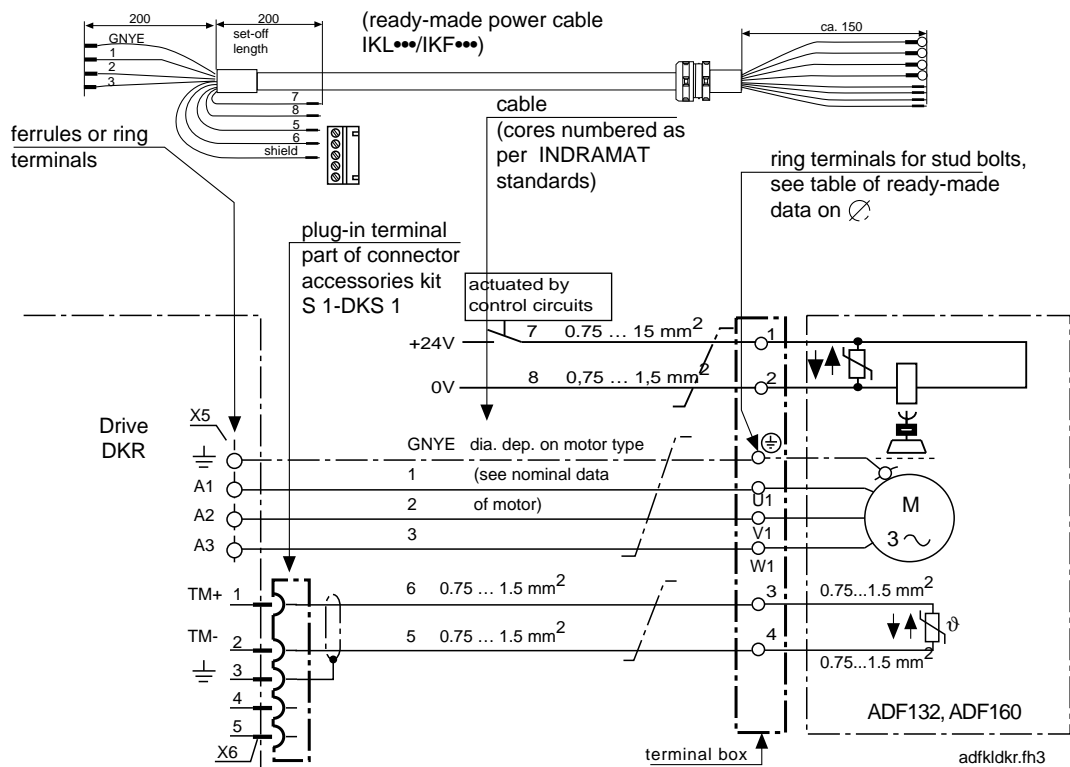 200
200
(ready-made power cable
IKL•••/IKF•••)
ca. 150
GNYE
set-off
length
1
2
3
7
8
5
6
shield
ferrules or ring
terminals
cable
(cores numbered as
per INDRAMAT
standards)
ring terminals for stud bolts,
see table of ready-made
data on ∅
plug-in terminal
part of connector
accessories kit
S 1-DKS 1
actuated by
control circuits
+24V
7 0.75 ... 15 mm²
1
0V
8 0,75 ... 1,5 mm²
2
Drive
DKR
X5
GNYE dia. dep. on motor type
A1
1 (see nominal data
U1
A2
2 of motor)
V1
A3
3
W1
M
3
TM+ 1
6 0.75 ... 1.5 mm²
3
0.75...1.5 mm²
TM-
2
5 0.75 ... 1.5 mm²
4
ϑ
0.75...1.5 mm²
3
4
5
X6
ADF132, ADF160
terminal box
adfkldkr.fh3